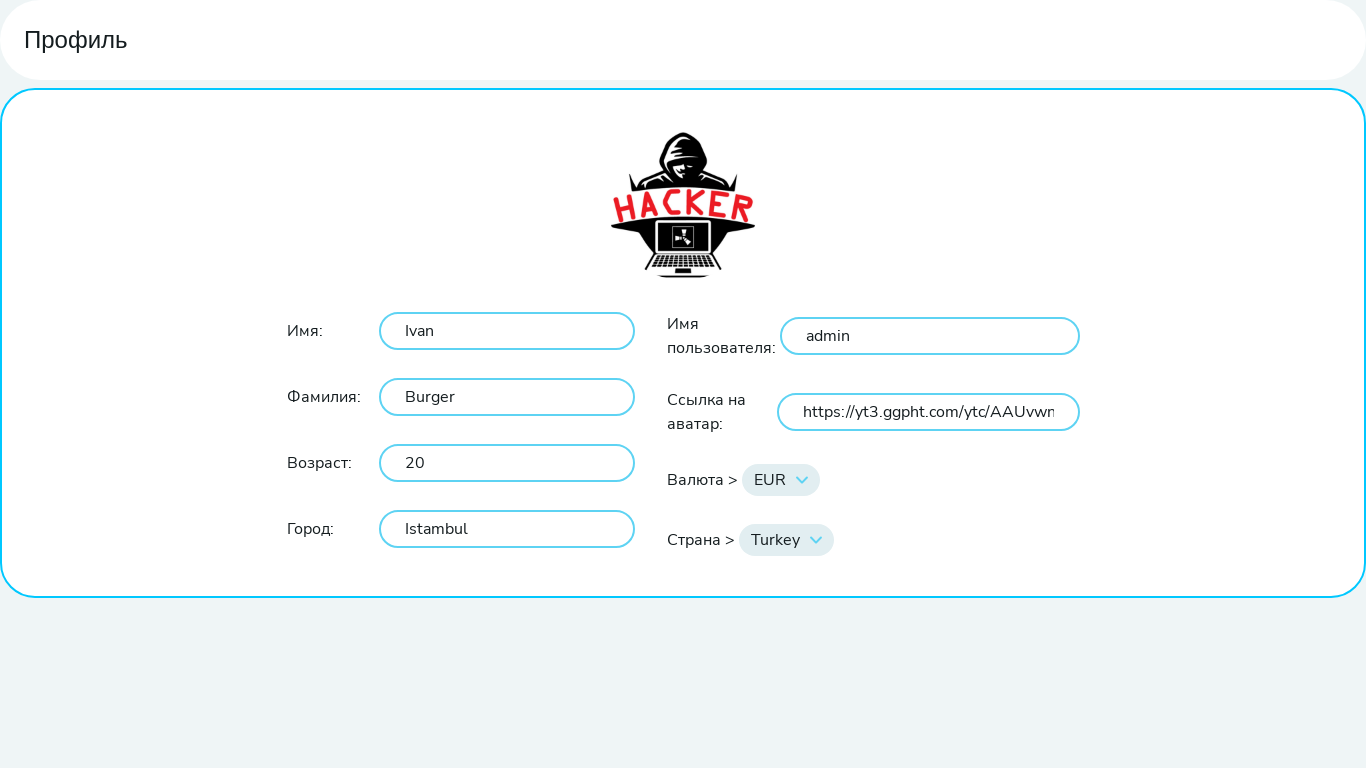 Профиль
HACKER
Имя:
Ivan
Фамилия:
Burger
Возраст:
20
Город:
Istambul
Имя
пользователя:
admin
Ссылка на
аватар:
https://yt3.ggpht.com/ytc/AAUvwn
Валюта > EUR
Страна > Turkey